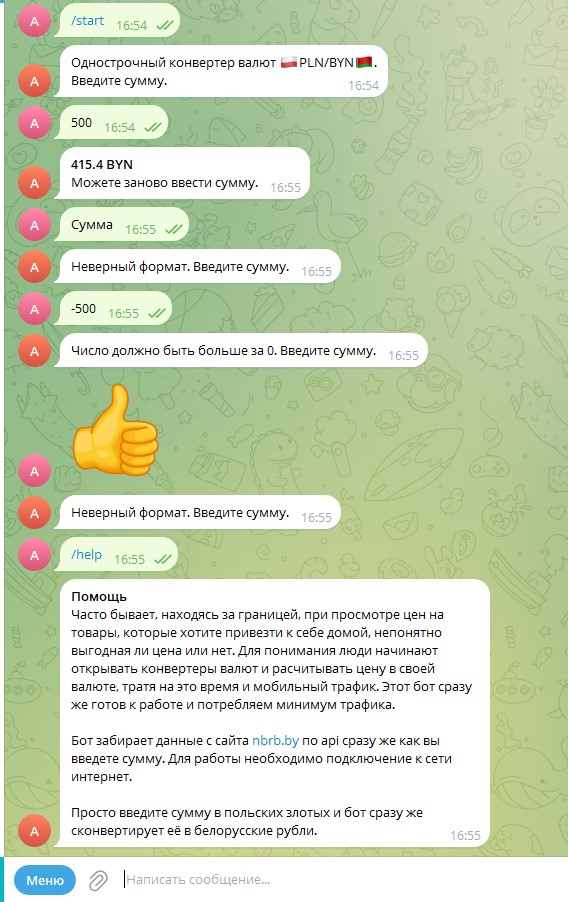 /start 16:54
Однострочный конвертер валют 🇵🇱PLN/BYN🇧🇾.
Введите сумму. 16:54
500 16:54
415.4 BYN
Можете заново ввести сумму. 16:55
Сумма 16:55
Неверный формат. Введите сумму. 16:55
-500 16:55
Число должно быть больше за 0. Введите сумму. 16:55
Неверный формат. Введите сумму. 16:55
/help 16:55
Помощь
Часто бывает, находясь за границей, при просмотре цен на
товары, которые хотите привезти к себе домой, непонятно
выгодная ли цена или нет. Для понимания люди начинают
открывать конвертеры валют и расчитывать цену в своей
валюте, тратя на это время и мобильный трафик. Этот бот сразу
же готов к работе и потребляем минимум трафика.
Бот забирает данные с сайта nbrb.by по api сразу же как вы
введете сумму. Для работы необходимо подключение к сети
интернет.
Просто введите сумму в польских злотых и бот сразу же
сконвертирует её в белорусские рубли. 16:55
Меню Написать сообщение...